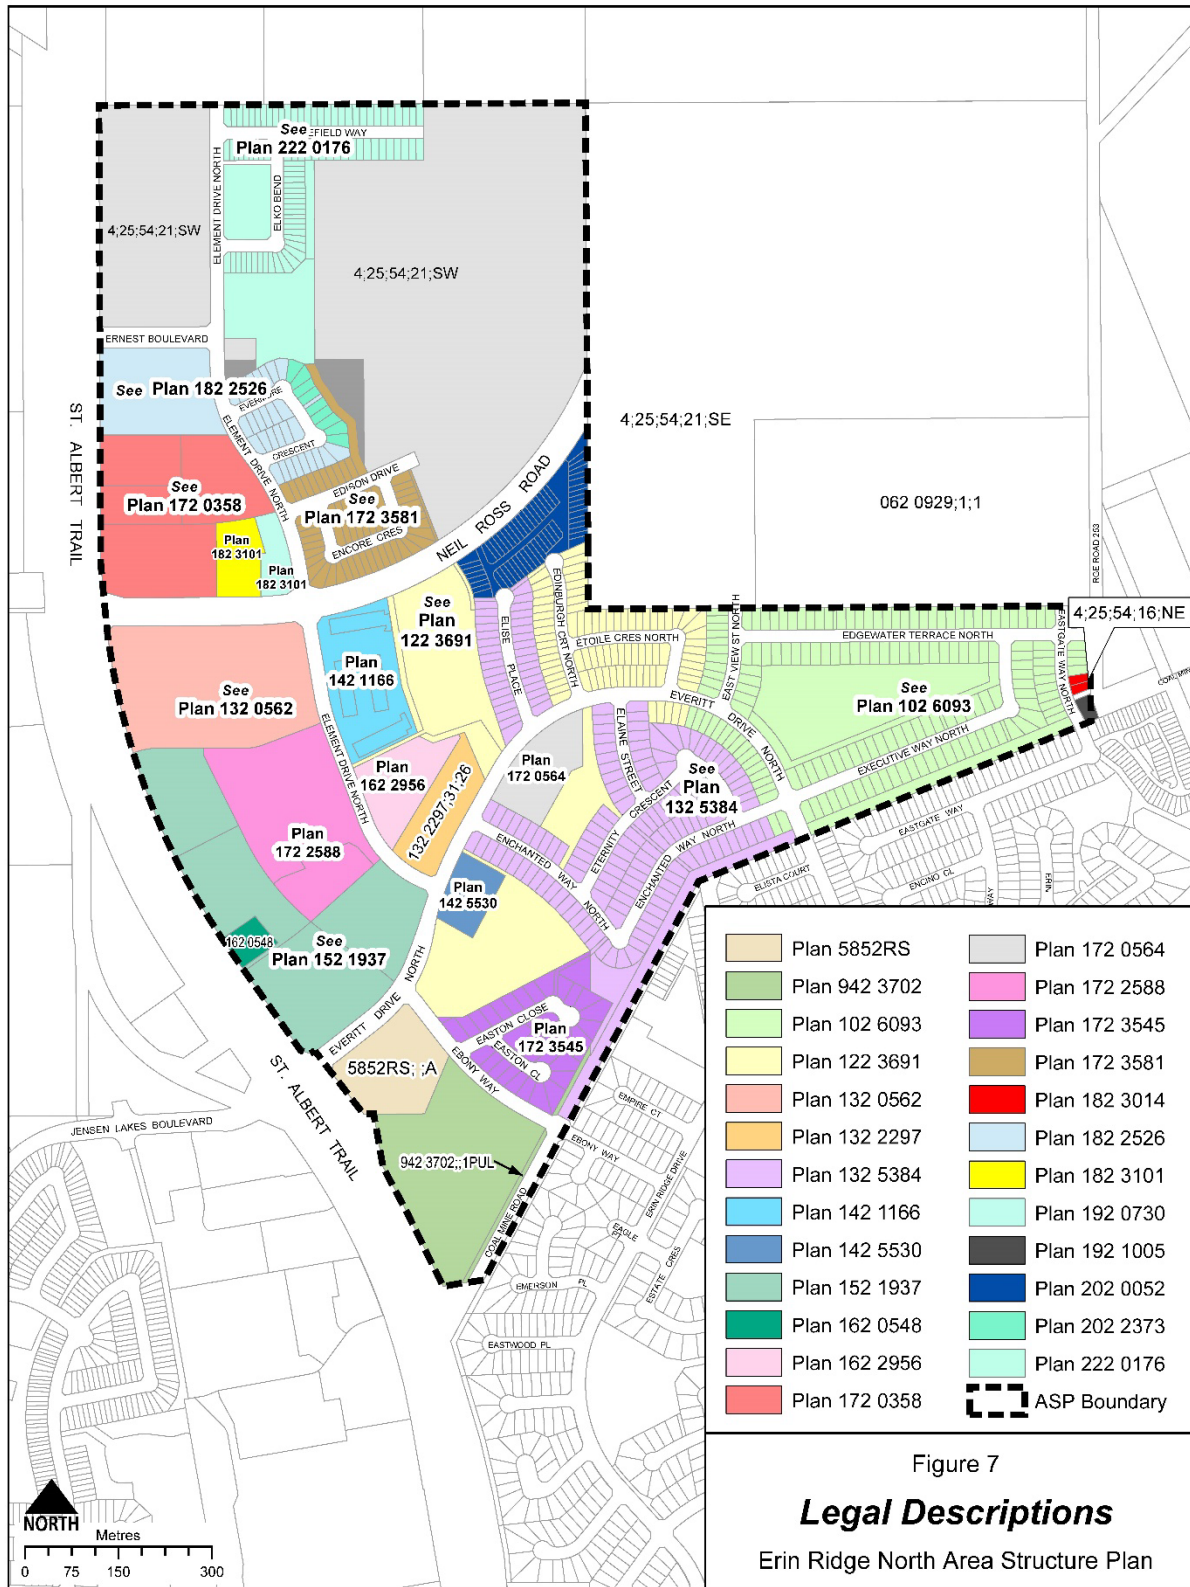 See
EFIELD WAY
Plan 222 0176
ELEMENT DRIVE NORTH
ELKO BEND
4;25;54;21;SW
4;25;54;21;SW
ERNEST BOULEVARD
See Plan 182 2526
EVERMORE
CRESCENT
ELEMENT DRIVE NORTH
ST. ALBERT TRAIL
4;25;54;21;SE
062 0929;1;1
RGE ROAD 253
See
Plan 172 0358
EDISON DRIVE
See
Plan 172 3581
ENCORE CRES
NEIL ROSS ROAD
Plan
182 3101
Plan
182 3101
See
Plan
122 3691
ELISE PLACE
EDINBURGH CRT NORTH
ETOILE CRES NORTH
EAST VIEW ST NORTH
EDGEWATER TERRACE NORTH
EASTGATE WAY NORTH
4;25;54;16;NE
COAL MIN
Plan
142 1166
See
Plan 132 0562
ELEMENT DRIVE NORTH
EVERITT DRIVE NORTH
See
Plan 102 6093
EXECUTIVE WAY NORTH
Plan
172 0564
ELAINE STREET
See
Plan
132 5384
ETERNITY CRESCENT
Plan
162 2956
132 2297;31;26
Plan
172 2588
ENCHANTED WAY NORTH
ENCHANTED WAY NORTH
EASTGATE WAY
ELISTA COURT
ENCINO CL
ERIN
WAY
Plan
142 5530
162 0548
See
Plan 152 1937
EVERITT DRIVE NORTH
EASTON CLOSE
Plan
172 3545
EASTON CL
EBONY WAY
5852RS; ;A
ST. ALBERT TRAIL
JENSEN LAKES BOULEVARD
942 3702;;1PUL
COAL MINE ROAD
EMPIRE CT
EBONY WAY
ERIN RIDGE DRIVE
EAGLE PT
ESTATE CRES
EMERSON PL
EASTWOOD PL
Plan 5852RS
Plan 942 3702
Plan 102 6093
Plan 122 3691
Plan 132 0562
Plan 132 2297
Plan 132 5384
Plan 142 1166
Plan 142 5530
Plan 152 1937
Plan 162 0548
Plan 162 2956
Plan 172 0358
Plan 172 0564
Plan 172 2588
Plan 172 3545
Plan 172 3581
Plan 182 3014
Plan 182 2526
Plan 182 3101
Plan 192 0730
Plan 192 1005
Plan 202 0052
Plan 202 2373
Plan 222 0176
ASP Boundary
Figure 7
Legal Descriptions
Erin Ridge North Area Structure Plan
NORTH
Metres
0 75 150 300